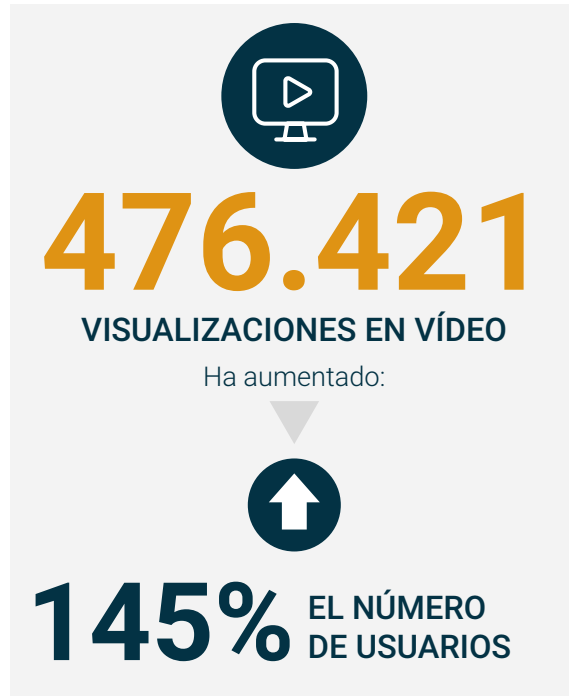 476.421
VISUALIZACIONES EN VÍDEO
Ha aumentado:
145% EL NÚMERO
DE USUARIOS